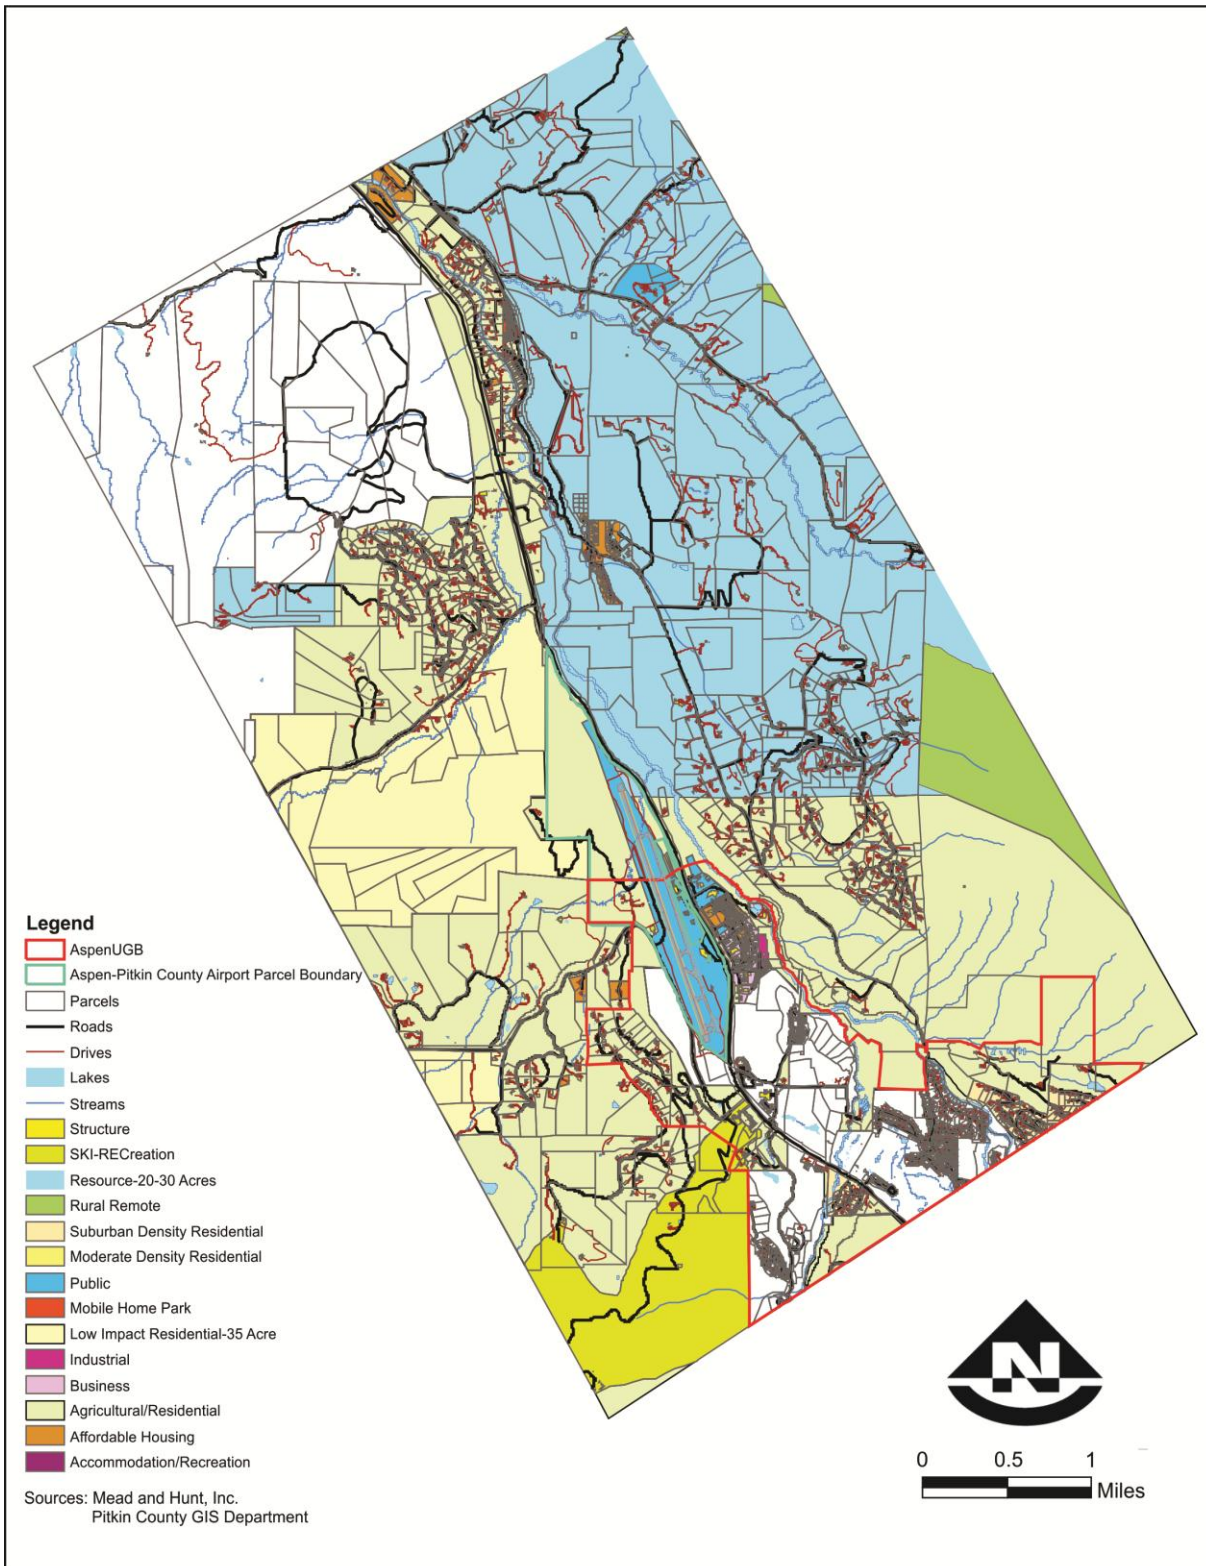 Legend
AspenUGB
Aspen-Pitkin County Airport Parcel Boundary
Parcels
Roads
Drives
Lakes
Streams
Structure
SKI-RECreation
Resource-20-30 Acres
Rural Remote
Suburban Density Residential
Moderate Density Residential
Public
Mobile Home Park
Low Impact Residential-35 Acre
Industrial
Business
Agricultural/Residential
Affordable Housing
Accommodation/Recreation
Sources: Mead and Hunt, Inc.
Pitkin County GIS Department
N
0 0.5 1
Miles